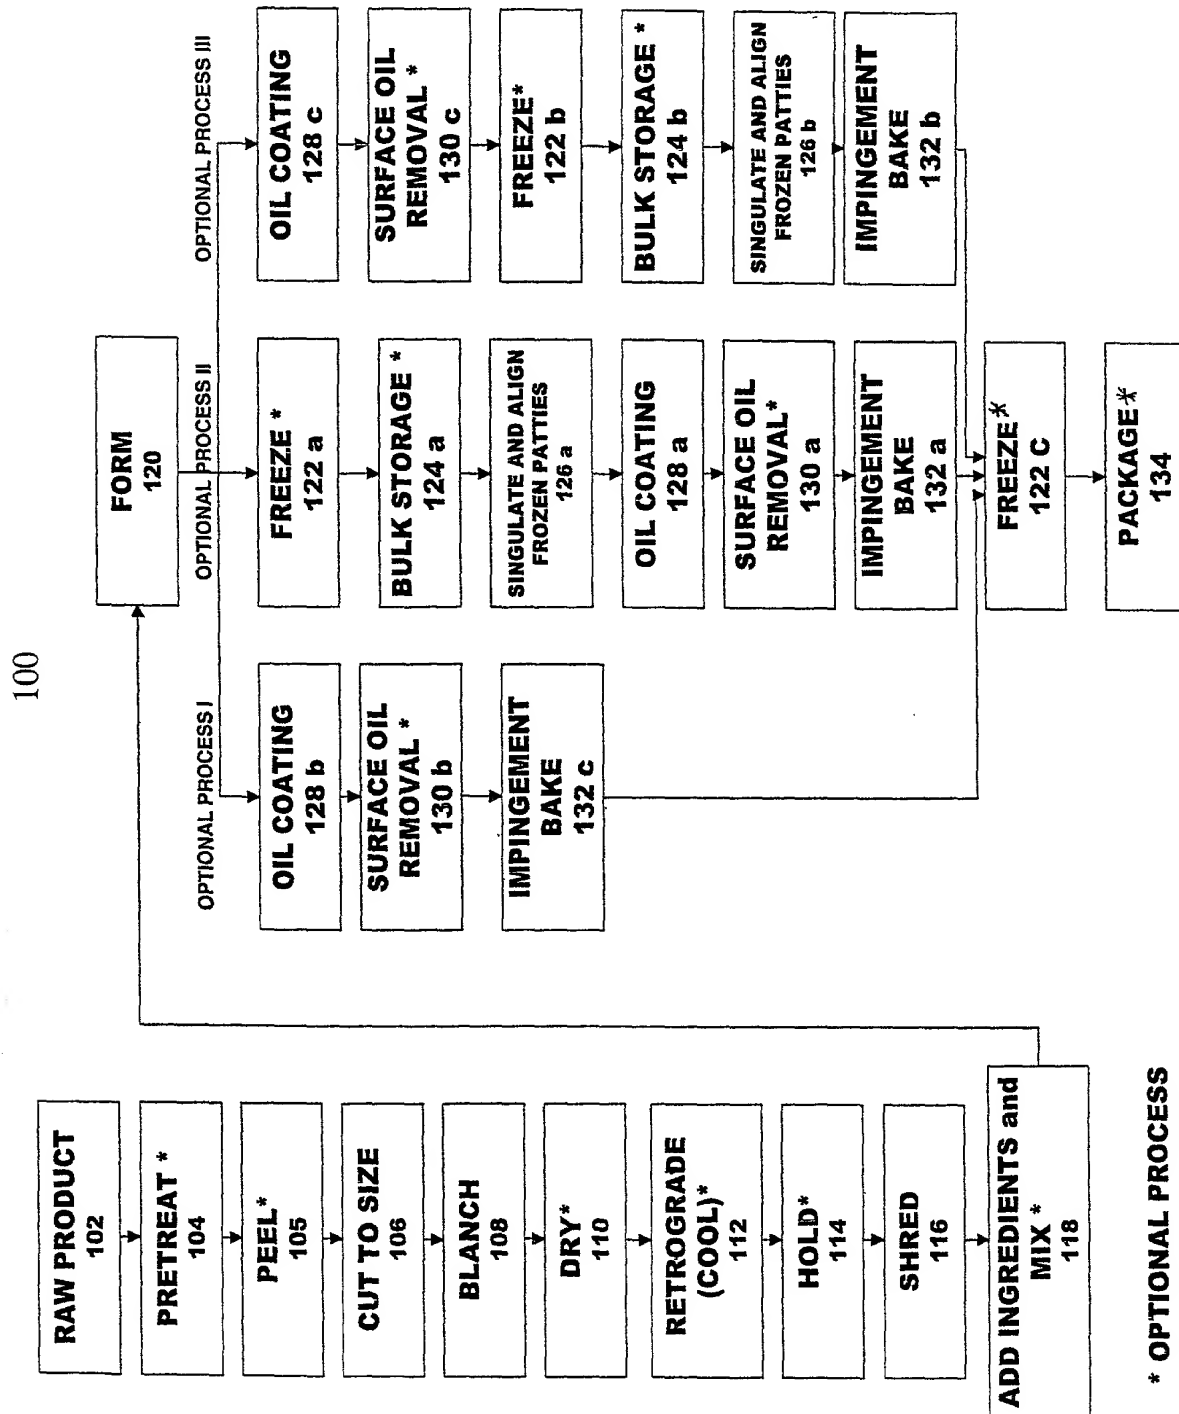 100
RAW PRODUCT
102
PRETREAT *
104
PEEL*
105
CUT TO SIZE
106
BLANCH
108
DRY*
110
RETROGRADE
(COOL)*
112
HOLD*
114
SHRED
116
ADD INGREDIENTS and
MIX *
118
* OPTIONAL PROCESS
FORM
120
OPTIONAL PROCESS I
OIL COATING
128 b
SURFACE OIL
REMOVAL *
130 b
IMPINGEMENT
BAKE
132 c
OPTIONAL PROCESS II
FREEZE *
122 a
BULK STORAGE *
124 a
SINGULATE AND ALIGN
FROZEN PATTIES
126 a
OIL COATING
128 a
SURFACE OIL
REMOVAL*
130 a
IMPINGEMENT
BAKE
132 a
OPTIONAL PROCESS III
OIL COATING
128 c
SURFACE OIL
REMOVAL *
130 c
FREEZE*
122 b
BULK STORAGE *
124 b
SINGULATE AND ALIGN
FROZEN PATTIES
126 b
IMPINGEMENT
BAKE
132 b
FREEZE*
122 C
PACKAGE*
134